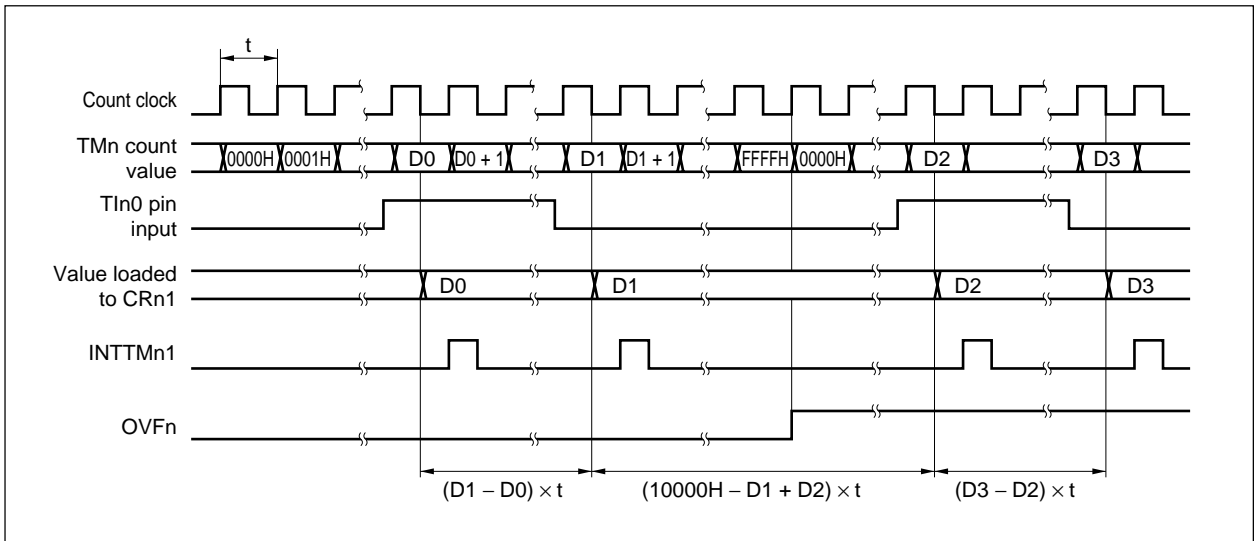 t
Count clock
TMn count
value
0000H 0001H D0 D0 + 1 D1 D1 + 1 FFFFH 0000H D2 D3
TIn0 pin
input
Value loaded
to CRn1
D0 D1 D2 D3
INTTMn1
OVFn
(D1 – D0) × t (10000H – D1 + D2) × t (D3 – D2) × t